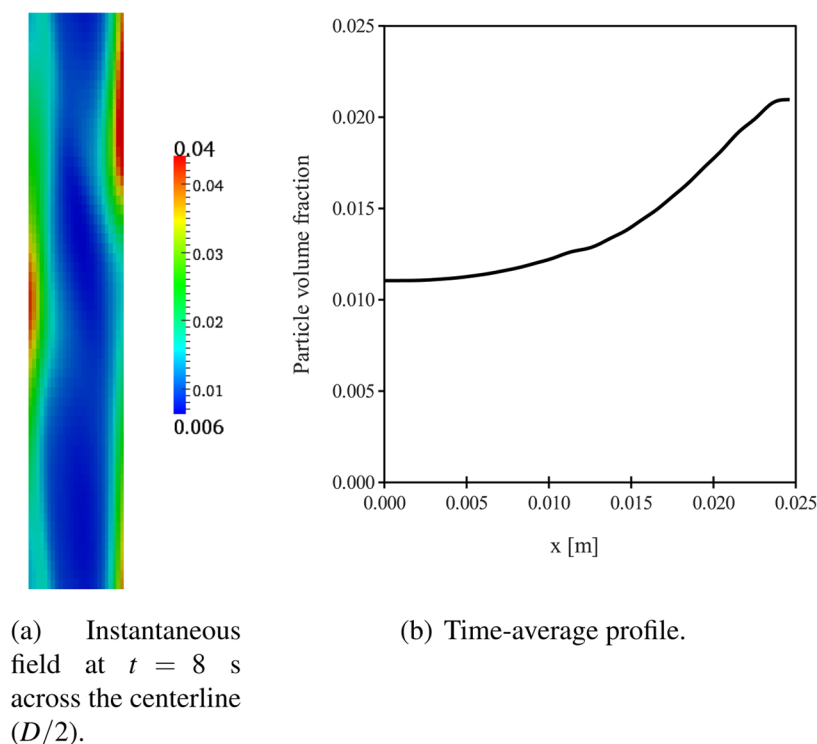 0.04
0.04
0.03
0.02
0.01
0.006
Particle volume fraction
0.025
0.020
0.015
0.010
0.005
0.000
0.000 0.005 0.010 0.015 0.020 0.025
x [m]
(a) Instantaneous
field at t = 8 s
across the centerline
(D/2).
(b) Time-average profile.